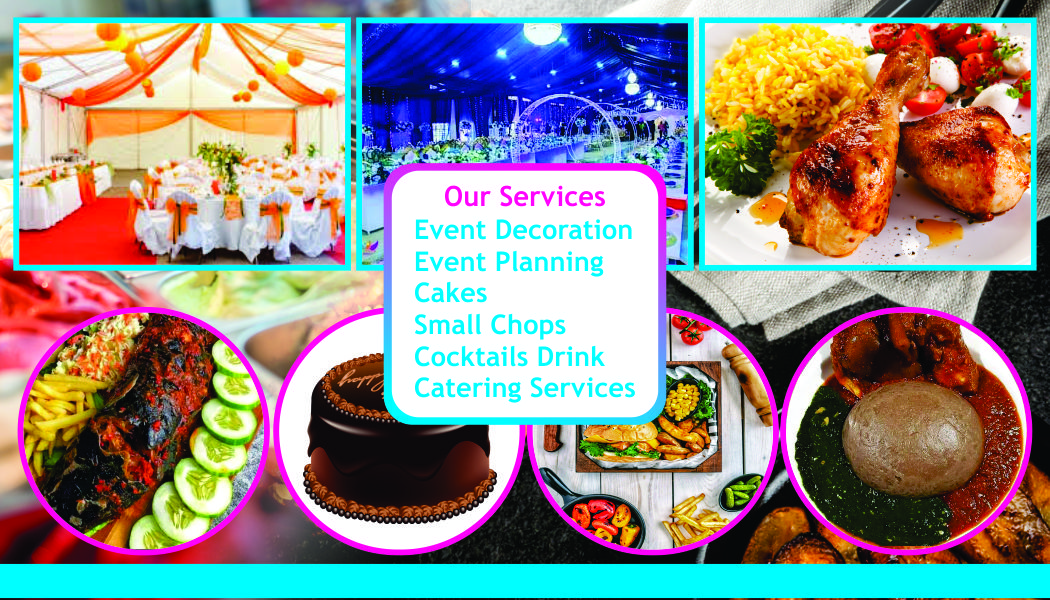 Our Services
Event Decoration
Event Planning
Cakes
Small Chops
Cocktails Drink
Catering Services